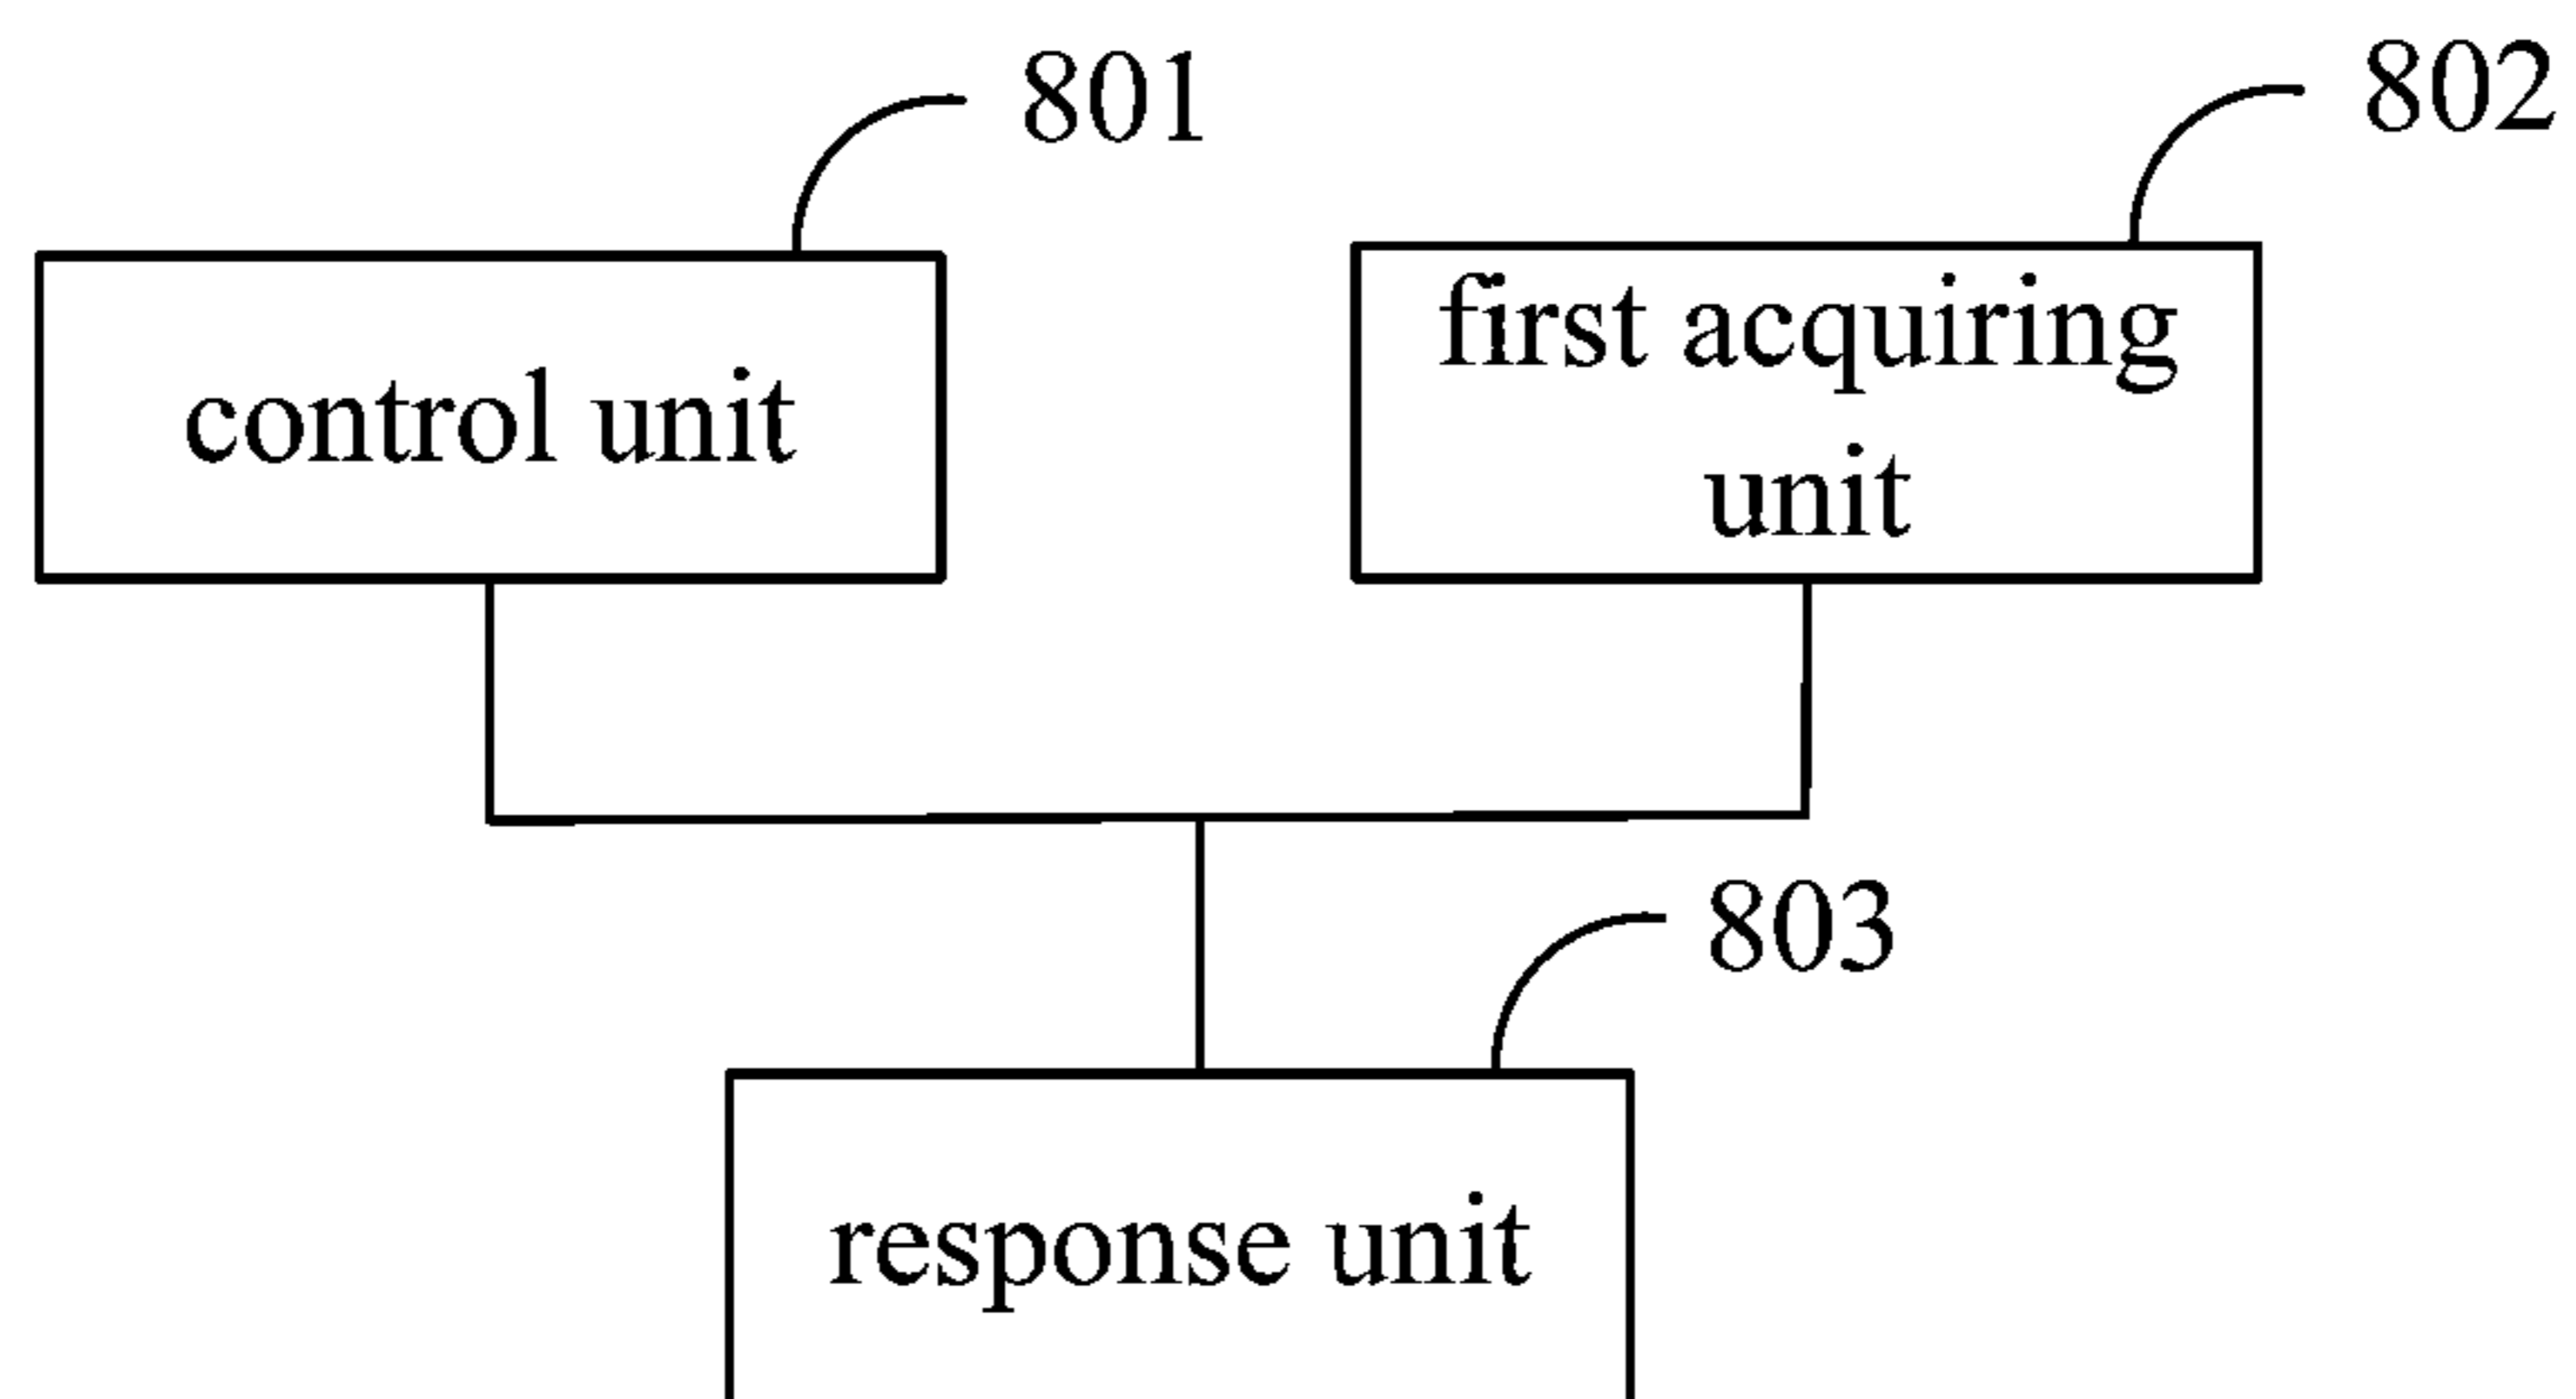 801
802
control unit
first acquiring
unit
803
response unit